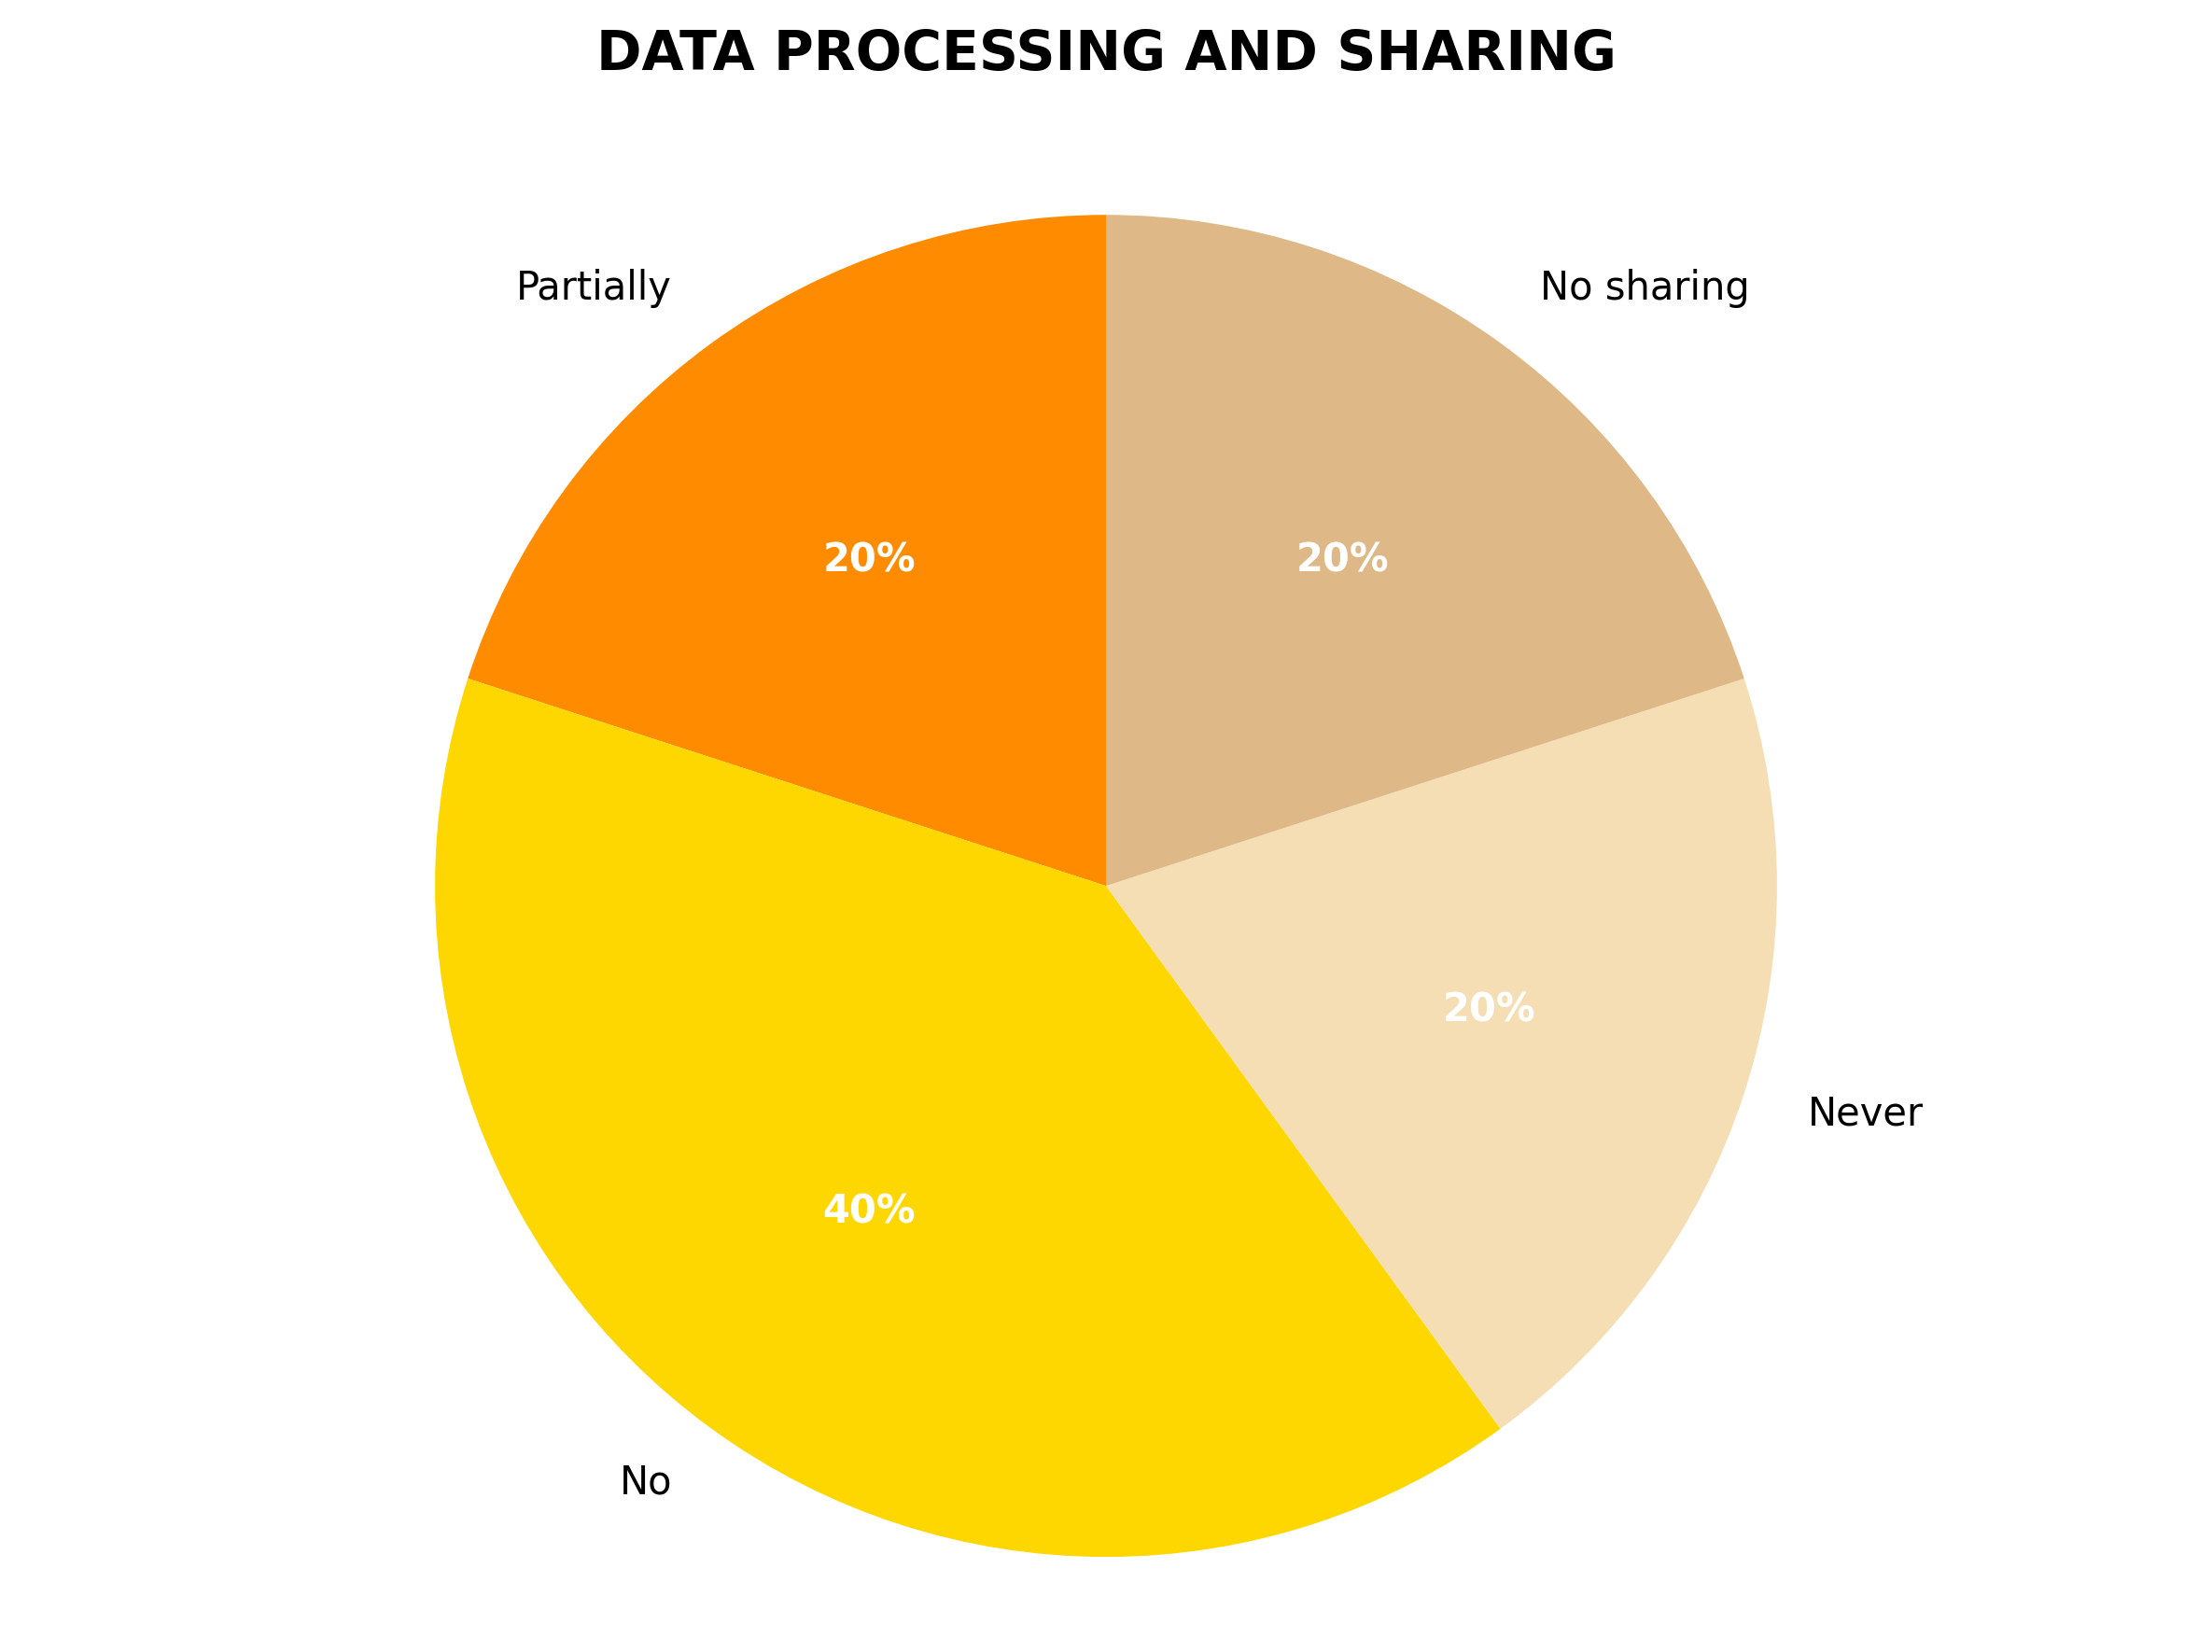 DATA PROCESSING AND SHARING
Partially
No sharing
20%
20%
20%
Never
40%
No